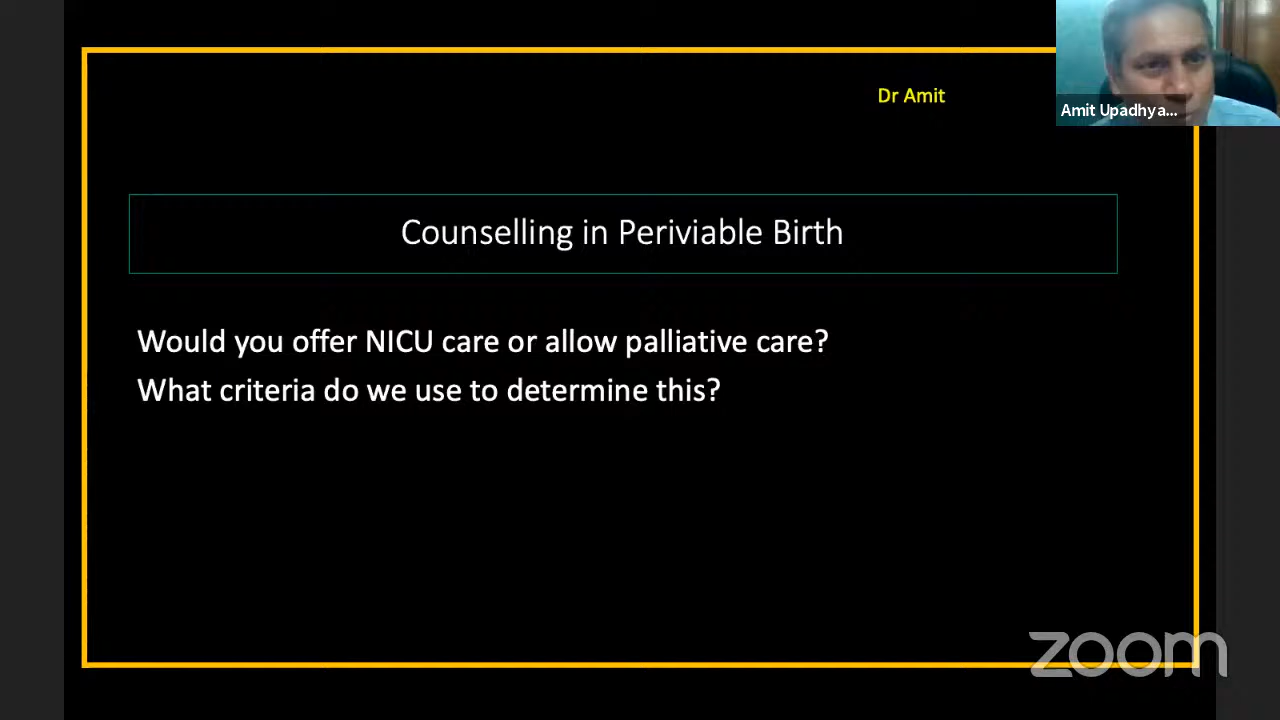 Dr Amit
Amit Upadhya...
Counselling in Periviable Birth
Would you offer NICU care or allow palliative care?
What criteria do we use to determine this?
zoom